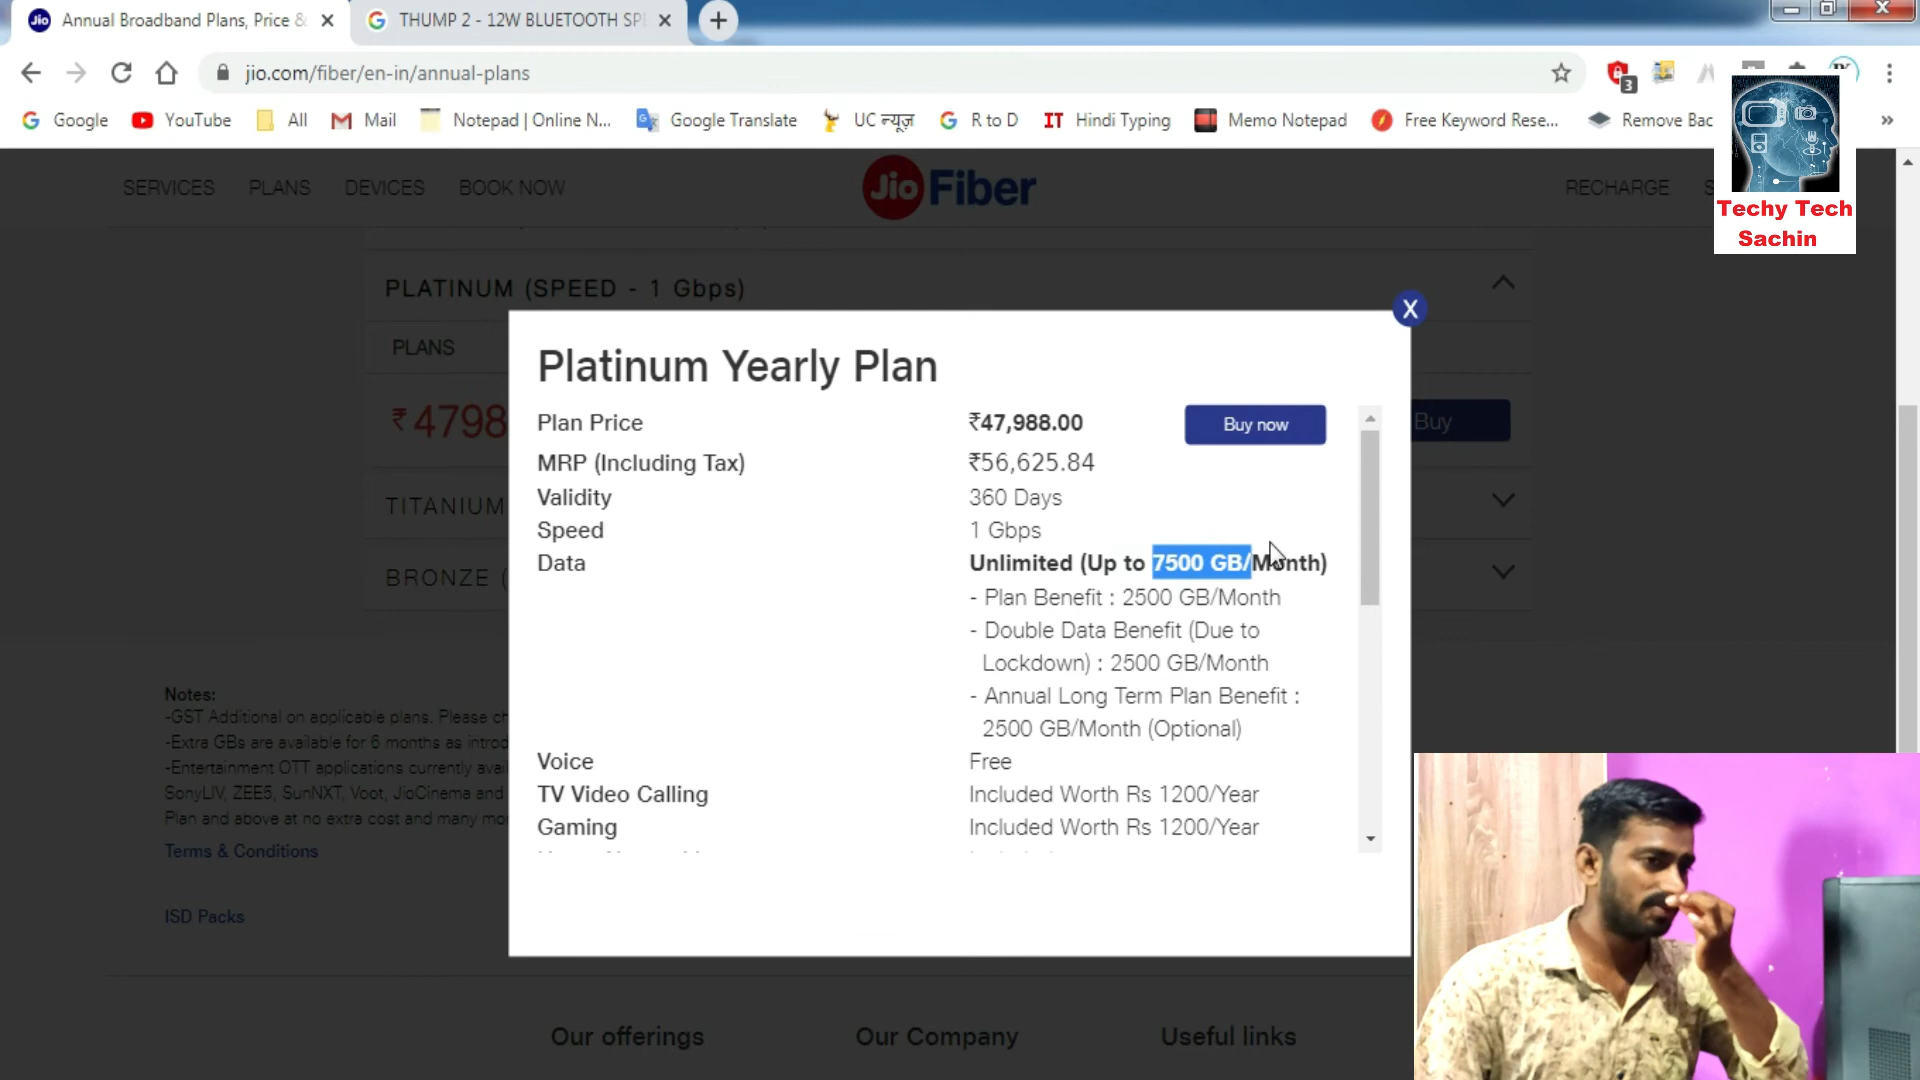 Jio Annual Broadband Plans, Price &
THUMP 2 - 12W BLUETOOTH SPE
jio.com/fiber/en-in/annual-plans
3
Google YouTube All Mail Notepad | Online N... Google Translate UC न्यूज़ R to D IT Hindi Typing Memo Notepad Free Keyword Rese... Remove Bac »
SERVICES PLANS DEVICES BOOK NOW Jio Fiber RECHARGE S
Techy Tech
Sachin
PLATINUM (SPEED - 1 Gbps)
X
PLANS
Platinum Yearly Plan
₹4798
Plan Price ₹47,988.00 Buy now
Buy
MRP (Including Tax) ₹56,625.84
Validity 360 Days
TITANIUM
Speed 1 Gbps
Data Unlimited (Up to 7500 GB/Month)
BRONZE (
- Plan Benefit : 2500 GB/Month
- Double Data Benefit (Due to
Lockdown) : 2500 GB/Month
- Annual Long Term Plan Benefit :
2500 GB/Month (Optional)
Voice Free
TV Video Calling Included Worth Rs 1200/Year
Gaming Included Worth Rs 1200/Year
Notes:
-GST Additional on applicable plans. Please ch
-Extra GBs are available for 6 months as introd
-Entertainment OTT applications currently avai
SonyLIV, ZEE5, SunNXT, Voot, JioCinema and
Plan and above at no extra cost and many mo
Terms & Conditions
ISD Packs
Our offerings Our Company Useful links